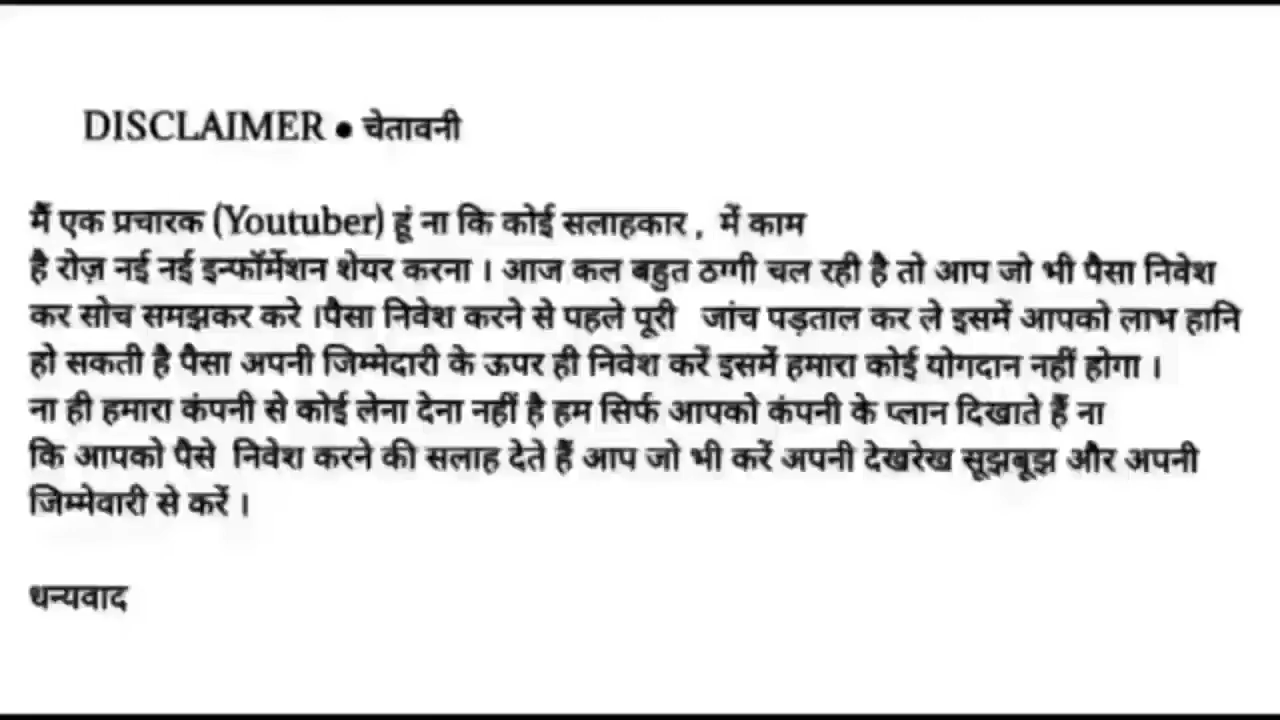 DISCLAIMER • चेतावनी
मैं एक प्रचारक (Youtuber) हूं ना कि कोई सलाहकार , में काम
है रोज़ नई नई इन्फॉर्मेशन शेयर करना । आज कल बहुत ठग्गी चल रही है तो आप जो भी पैसा निवेश
कर सोच समझकर करे ।पैसा निवेश करने से पहले पूरी जांच पड़ताल कर ले इसमें आपको लाभ हानि
हो सकती है पैसा अपनी जिम्मेदारी के ऊपर ही निवेश करें इसमें हमारा कोई योगदान नहीं होगा ।
ना ही हमारा कंपनी से कोई लेना देना नहीं है हम सिर्फ आपको कंपनी के प्लान दिखाते हैं ना
कि आपको पैसे निवेश करने की सलाह देते हैं आप जो भी करें अपनी देखरेख सूझबूझ और अपनी
जिम्मेवारी से करें ।
धन्यवाद